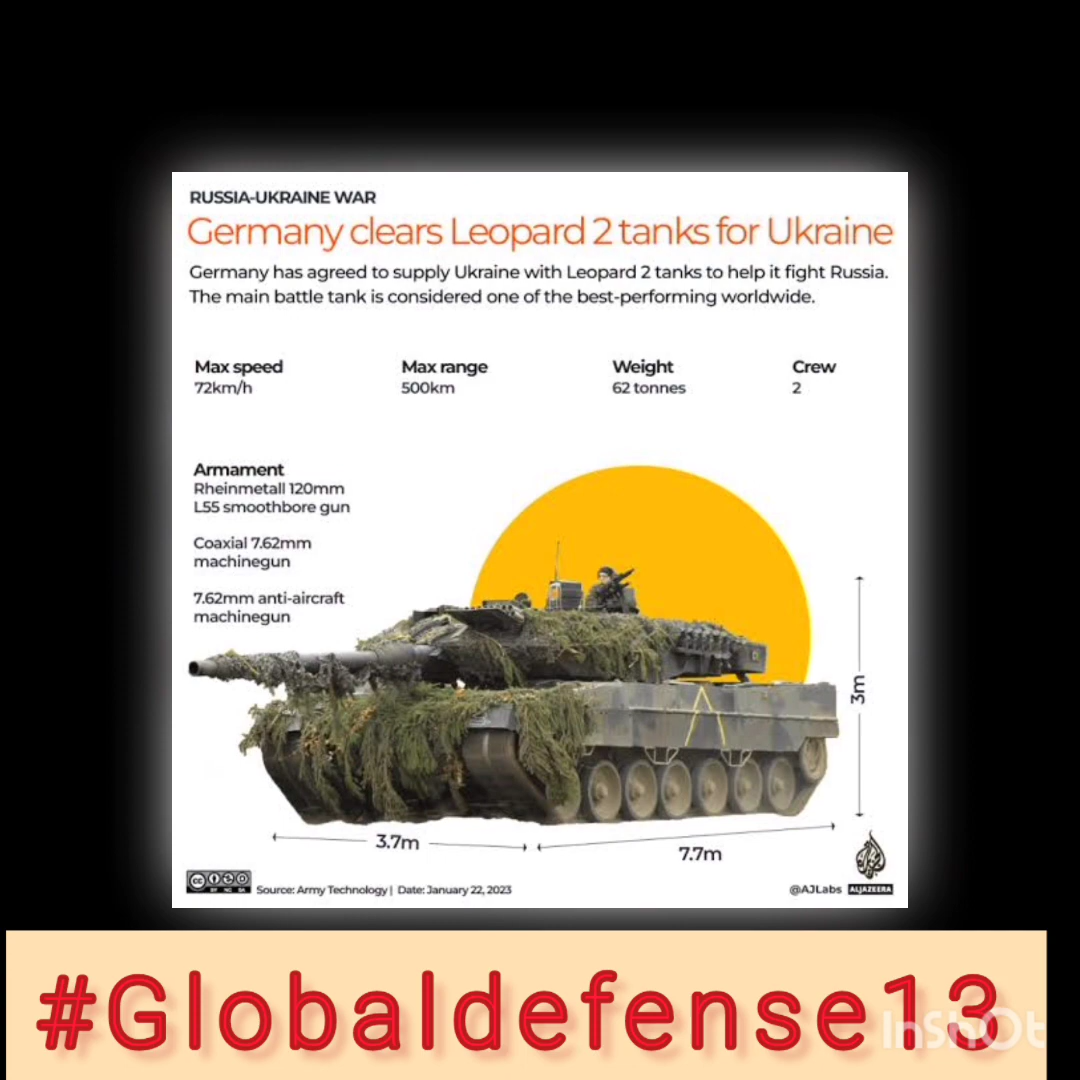 RUSSIA-UKRAINE WAR
Germany clears Leopard 2 tanks for Ukraine
Germany has agreed to supply Ukraine with Leopard 2 tanks to help it fight Russia.
The main battle tank is considered one of the best-performing worldwide.
Max speed
72km/h
Max range
500km
Weight
62 tonnes
Crew
2
Armament
Rheinmetall 120mm
L55 smoothbore gun
Coaxial 7.62mm
machinegun
7.62mm anti-aircraft
machinegun
3m
3.7m
7.7m
cc
BY NC SA
Source: Army Technology | Date: January 22, 2023
@AJLabs
ALJAZEERA
#Globaldefense13
InShOt